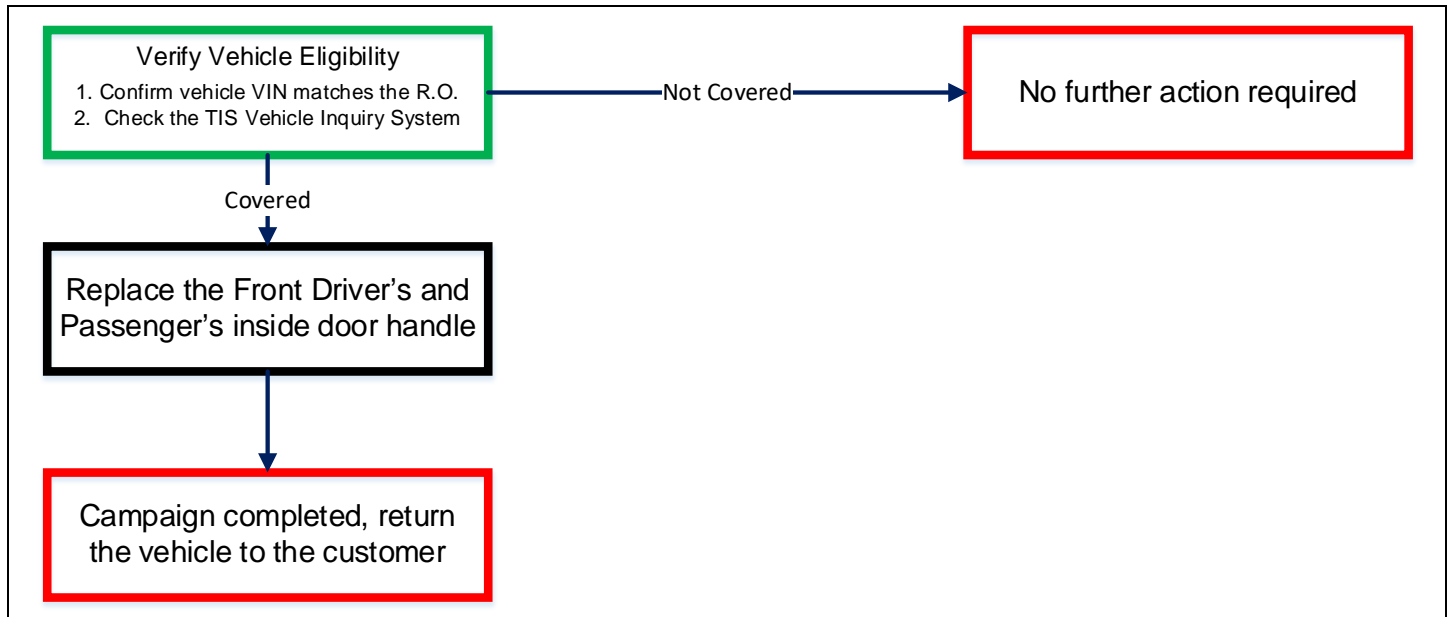 Verify Vehicle Eligibility
1. Confirm vehicle VIN matches the R.O.
2. Check the TIS Vehicle Inquiry System
Not Covered
No further action required
Covered
Replace the Front Driver’s and
Passenger’s inside door handle
Campaign completed, return
the vehicle to the customer